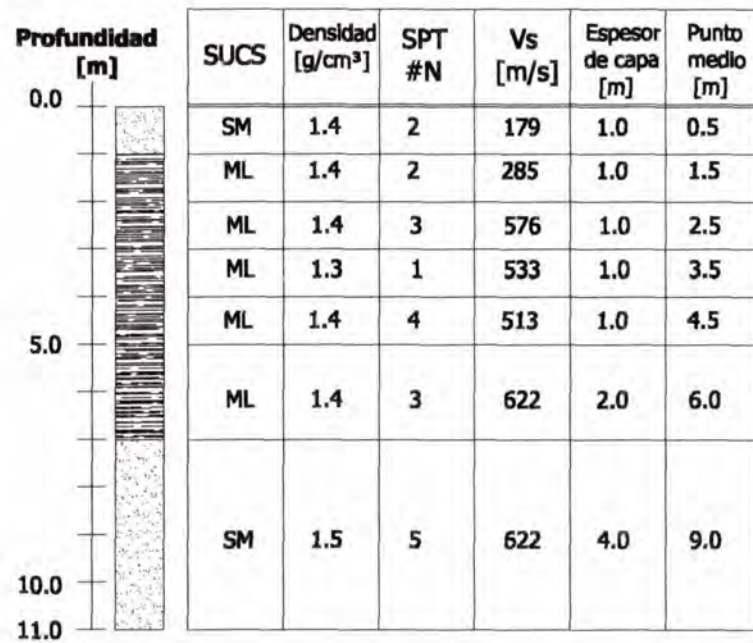 Profundidad [m] SUCS Densidad [g/cm³] SPT #N Vs [m/s] Espesor de capa [m] Punto medio [m]
0.0
SM 1.4 2 179 1.0 0.5
ML 1.4 2 285 1.0 1.5
ML 1.4 3 576 1.0 2.5
ML 1.3 1 533 1.0 3.5
ML 1.4 4 513 1.0 4.5
5.0
ML 1.4 3 622 2.0 6.0
SM 1.5 5 622 4.0 9.0
10.0
11.0